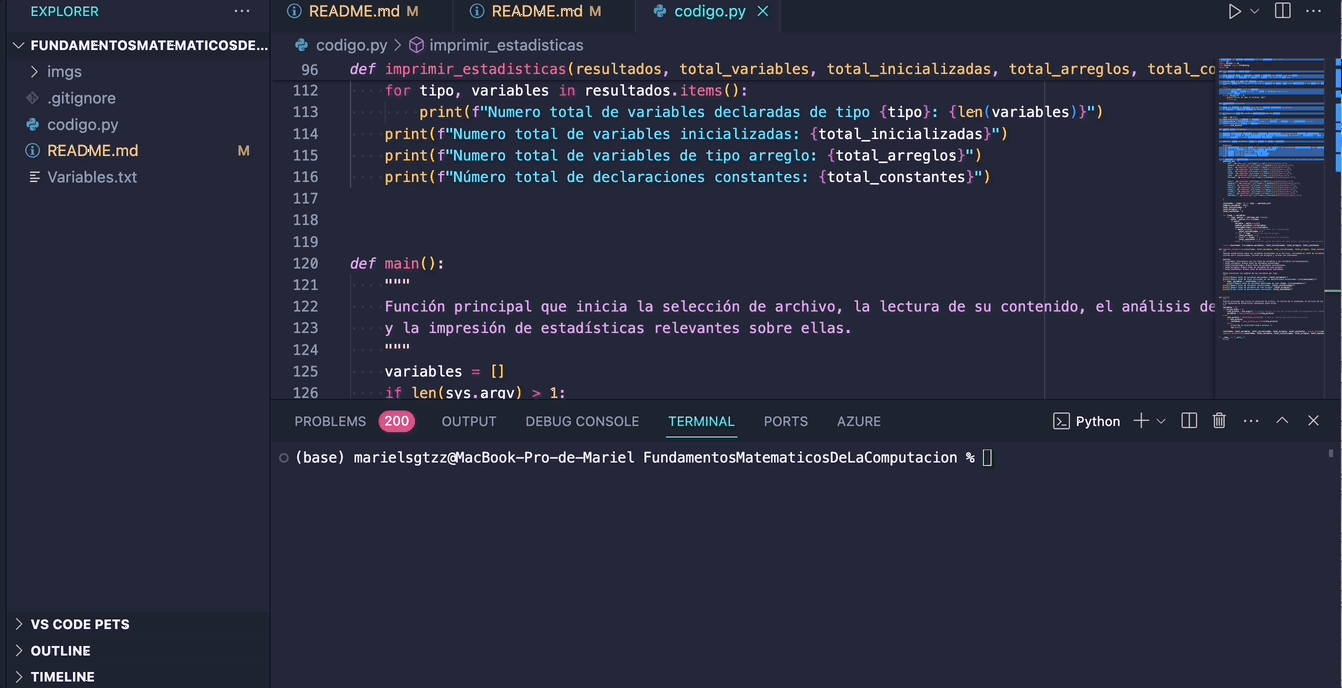 EXPLORER
FUNDAMENTOSMATEMATICOSDE...
imgs
.gitignore
codigo.py
README.md M
Variables.txt
VS CODE PETS
OUTLINE
TIMELINE
README.md M README.md M codigo.py
codigo.py > imprimir_estadisticas
96 def imprimir_estadisticas(resultados, total_variables, total_inicializadas, total_arreglos, total_co
112 for tipo, variables in resultados.items():
113 print(f"Numero total de variables declaradas de tipo {tipo}: {len(variables)}")
114 print(f"Numero total de variables inicializadas: {total_inicializadas}")
115 print(f"Numero total de variables de tipo arreglo: {total_arreglos}")
116 print(f"Número total de declaraciones constantes: {total_constantes}")
117
118
119
120 def main():
121 """
122 Función principal que inicia la selección de archivo, la lectura de su contenido, el análisis de
123 y la impresión de estadísticas relevantes sobre ellas.
124 """
125 variables = []
126 if len(sys.argv) > 1:
PROBLEMS 200 OUTPUT DEBUG CONSOLE TERMINAL PORTS AZURE Python
(base) marielsgtzz@MacBook-Pro-de-Mariel FundamentosMatematicosDeLaComputacion %